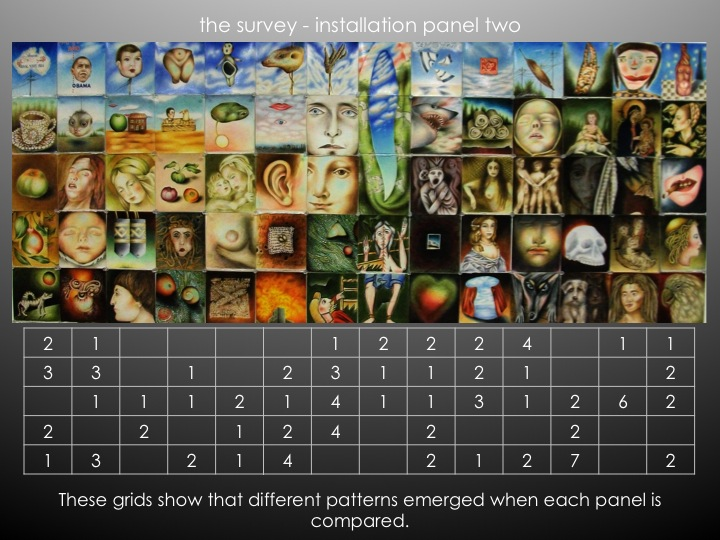 the survey - installation panel two
OBAMA
2 1 1 2 2 2 4 1 1
3 3 1 2 3 1 1 2 1 2
1 1 1 2 1 4 1 1 3 1 2 6 2
2 2 1 2 4 2 2
1 3 2 1 4 2 1 2 7 2
These grids show that different patterns emerged when each panel is
compared.